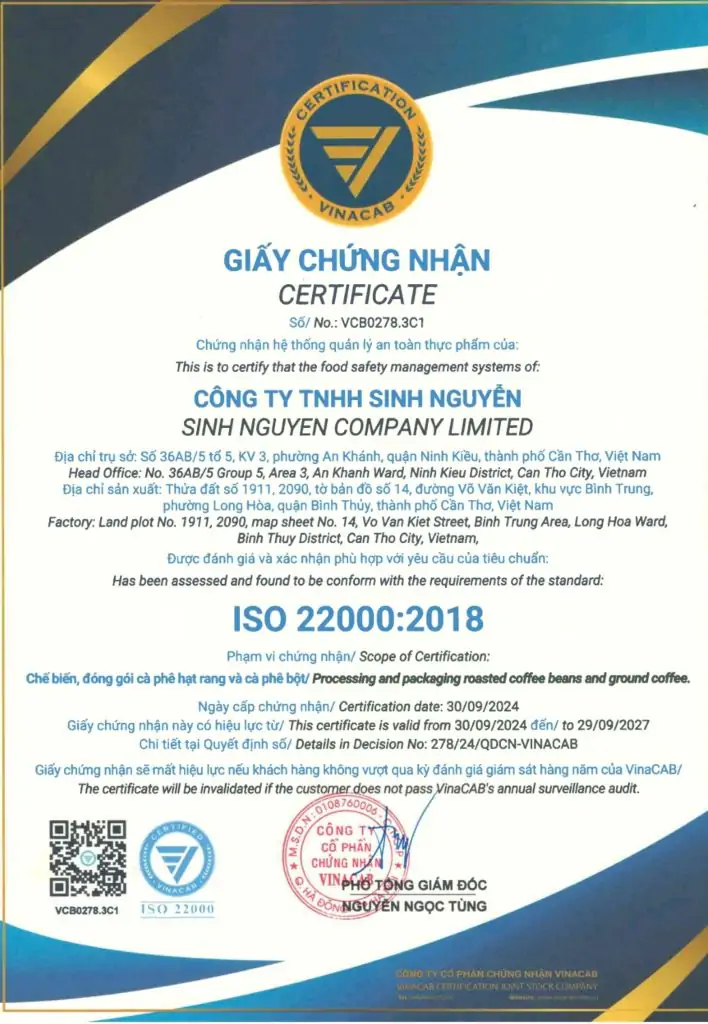 CERTIFICATION
VINACAB
GIẤY CHỨNG NHẬN
CERTIFICATE
Số/ No.: VCB0278.3C1
Chứng nhận hệ thống quản lý an toàn thực phẩm của:
This is to certify that the food safety management systems of:
CÔNG TY TNHH SINH NGUYỄN
SINH NGUYEN COMPANY LIMITED
Địa chỉ trụ sở: Số 36AB/5 tổ 5, KV 3, phường An Khánh, quận Ninh Kiều, thành phố Cần Thơ, Việt Nam
Head Office: No. 36AB/5 Group 5, Area 3, An Khanh Ward, Ninh Kieu District, Can Tho City, Vietnam
Địa chỉ sản xuất: Thửa đất số 1911, 2090, tờ bản đồ số 14, đường Võ Văn Kiệt, khu vực Bình Trung,
phường Long Hòa, quận Bình Thủy, thành phố Cần Thơ, Việt Nam
Factory: Land plot No. 1911, 2090, map sheet No. 14, Vo Van Kiet Street, Binh Trung Area, Long Hoa Ward,
Binh Thuy District, Can Tho City, Vietnam,
Được đánh giá và xác nhận phù hợp với yêu cầu của tiêu chuẩn:
Has been assessed and found to be conform with the requirements of the standard:
ISO 22000:2018
Phạm vi chứng nhận/ Scope of Certification:
Chế biến, đóng gói cà phê hạt rang và cà phê bột/ Processing and packaging roasted coffee beans and ground coffee.
Ngày cấp chứng nhận/ Certification date: 30/09/2024
Giấy chứng nhận này có hiệu lực từ/ This certificate is valid from 30/09/2024 đến/ to 29/09/2027
Chi tiết tại Quyết định số/ Details in Decision No: 278/24/QDCN-VINACAB
Giấy chứng nhận sẽ mất hiệu lực nếu khách hàng không vượt qua kỳ đánh giá giám sát hàng năm của VinaCAB/
The certificate will be invalidated if the customer does not pass VinaCAB's annual surveillance audit.
M.S.D.N: 0108760006
CÔNG TY
CỔ PHẦN
CHỨNG NHẬN
VINACAB
Q. HÀ ĐÔNG
CERTIFIED
VINACAB
ISO 22000
VCB0278.3C1
PHÓ TỔNG GIÁM ĐỐC
NGUYỄN NGỌC TÙNG
CÔNG TY CỔ PHẦN CHỨNG NHẬN VINACAB
VINACAB CERTIFICATION JOINT STOCK COMPANY